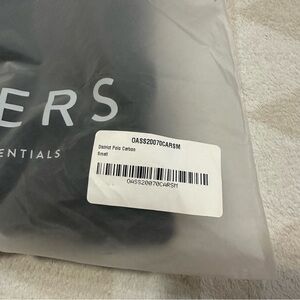 ERS
ENTIALS
OASS20070CARSM
District Polo Carbon
Small
OASS20070CARSM